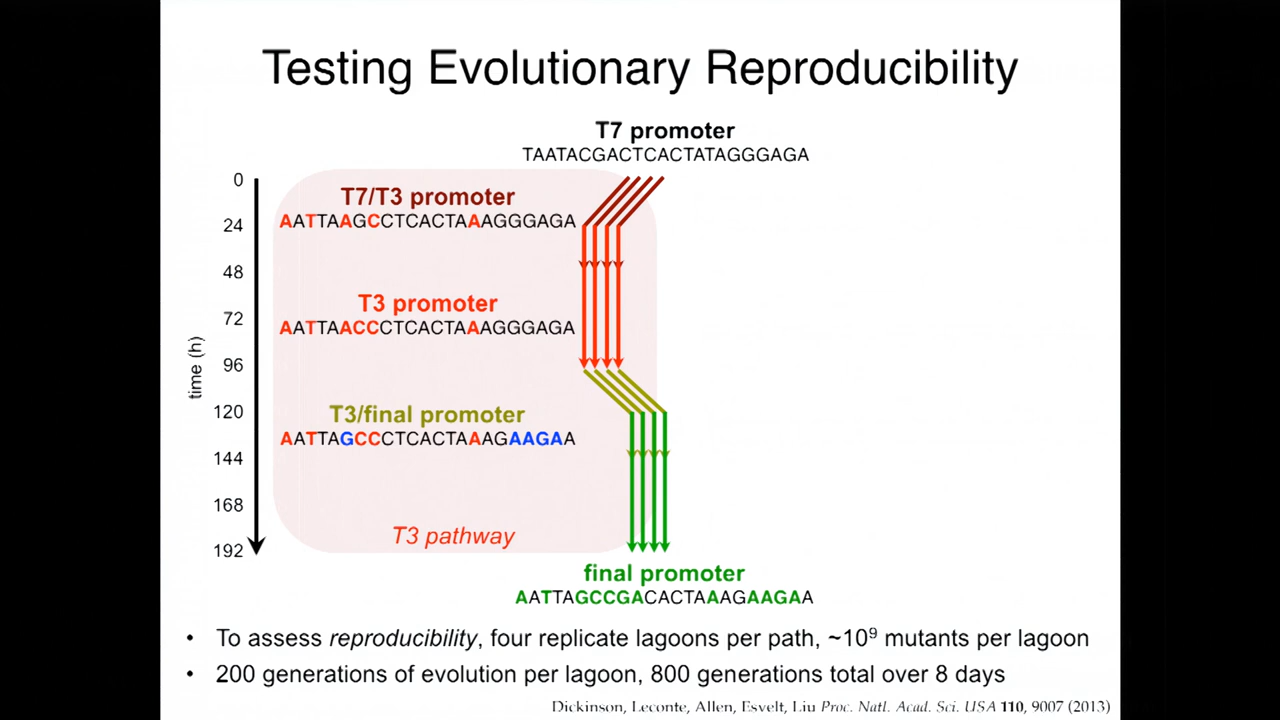 Testing Evolutionary Reproducibility
T7 promoter
TAATACGACTCACTATAGGGAGA
0
T7/T3 promoter
24
AATTAAGCCTCACTAAAGGGAGA
48
T3 promoter
72
AATTAACCCTCACTAAAGGGAGA
96
time (h)
120
T3/final promoter
AATTAGCCCTCACTAAAGAAGAA
144
168
T3 pathway
192
final promoter
AATTAGCCGACACTAAAGAAGAA
• To assess reproducibility, four replicate lagoons per path, ~10⁹ mutants per lagoon
• 200 generations of evolution per lagoon, 800 generations total over 8 days
Dickinson, Leconte, Allen, Esvelt, Liu Proc. Natl. Acad. Sci. USA 110, 9007 (2013)